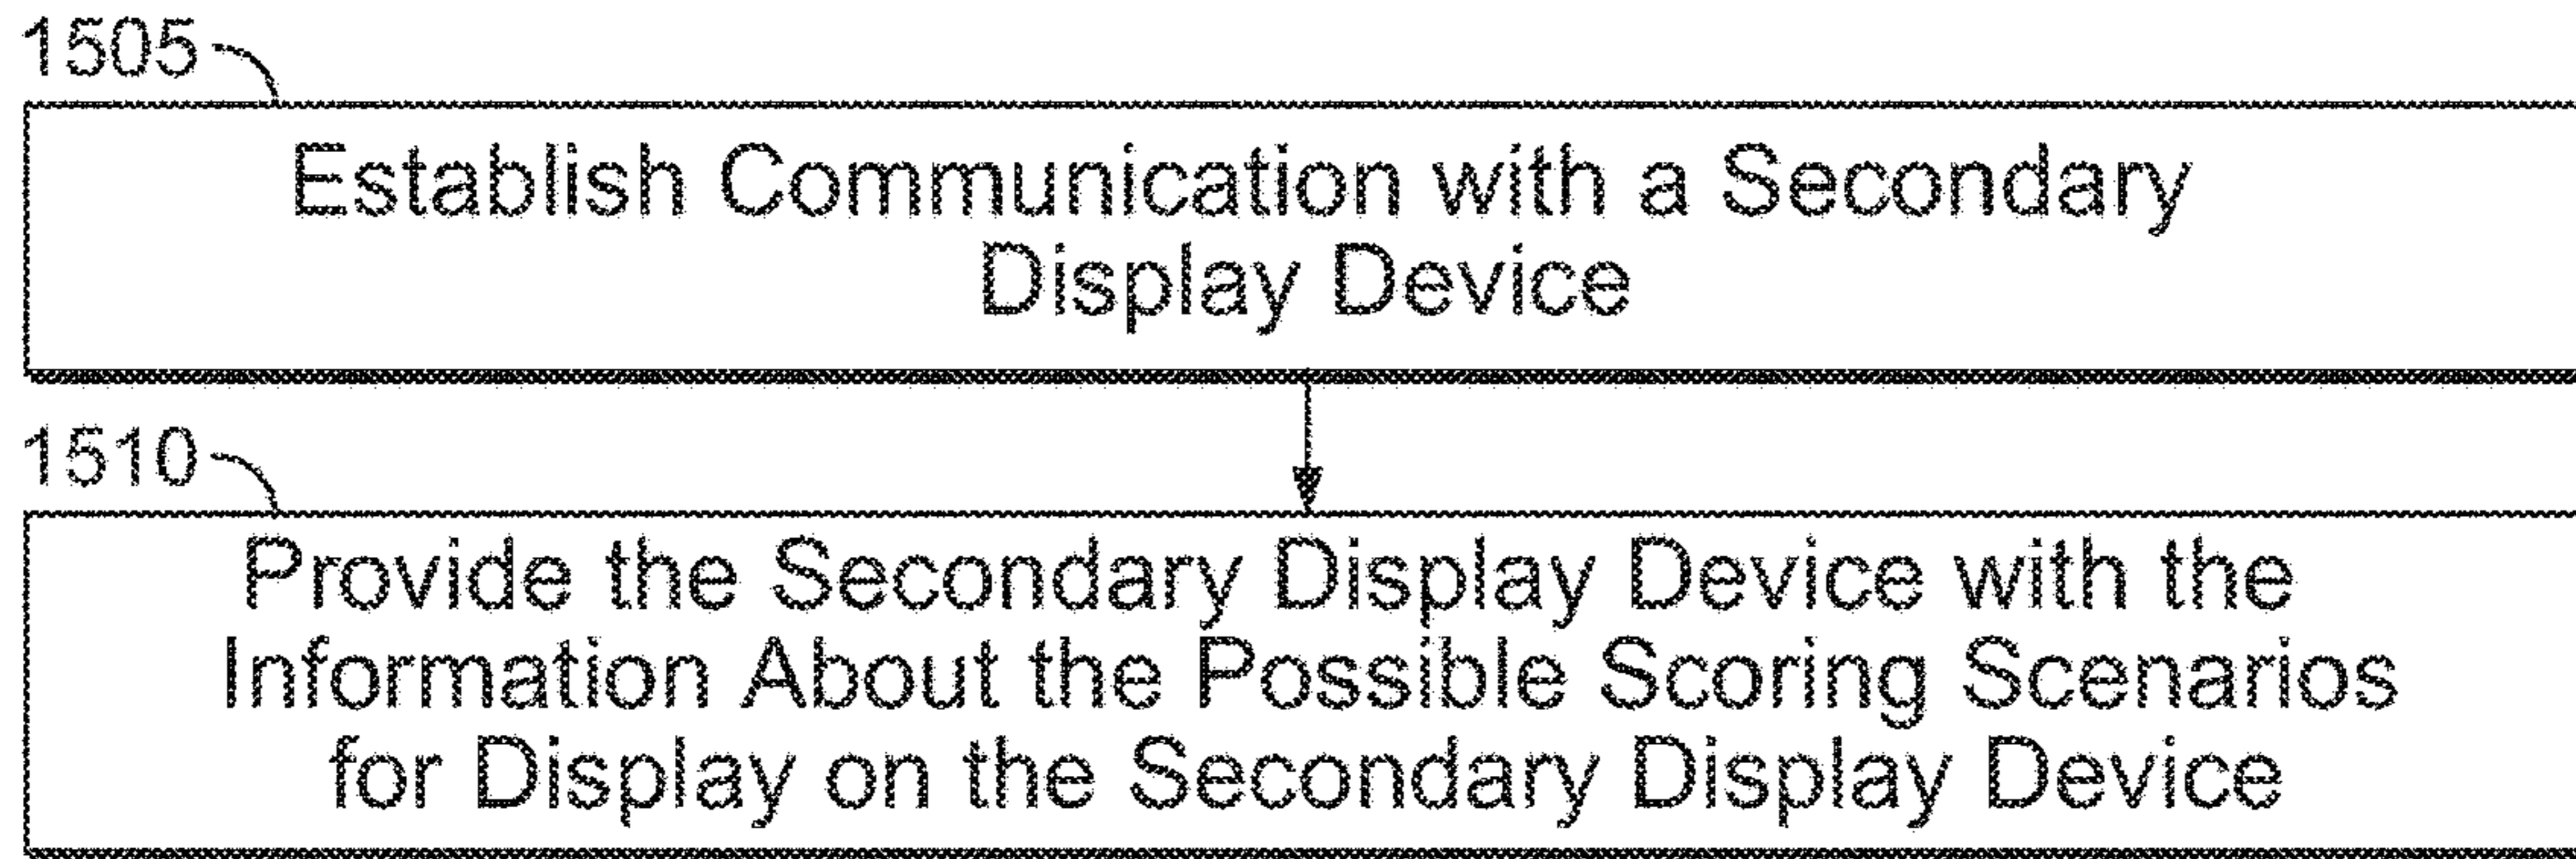 1505
Establish Communication with a Secondary
Display Device
1510
Provide the Secondary Display Device with the
Information About the Possible Scoring Scenarios
for Display on the Secondary Display Device